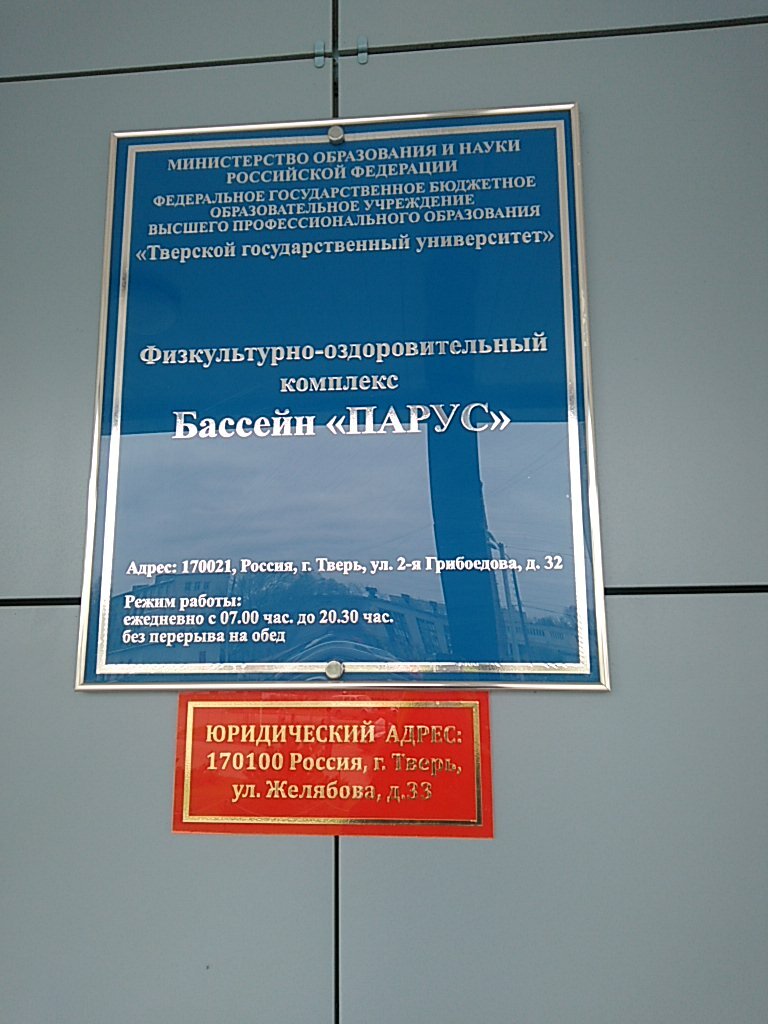 МИНИСТЕРСТВО ОБРАЗОВАНИЯ И НАУКИ
РОССИЙСКОЙ ФЕДЕРАЦИИ
ФЕДЕРАЛЬНОЕ ГОСУДАРСТВЕННОЕ БЮДЖЕТНОЕ
ОБРАЗОВАТЕЛЬНОЕ УЧРЕЖДЕНИЕ
ВЫСШЕГО ПРОФЕССИОНАЛЬНОГО ОБРАЗОВАНИЯ
«Тверской государственный университет»
Физкультурно-оздоровительный
комплекс
Бассейн «ПАРУС»
Адрес: 170021, Россия, г. Тверь, ул. 2-я Грибоедова, д. 32
Режим работы:
ежедневно с 07.00 час. до 20.30 час.
без перерыва на обед
ЮРИДИЧЕСКИЙ АДРЕС:
170100 Россия, г. Тверь,
ул. Желябова, д.33